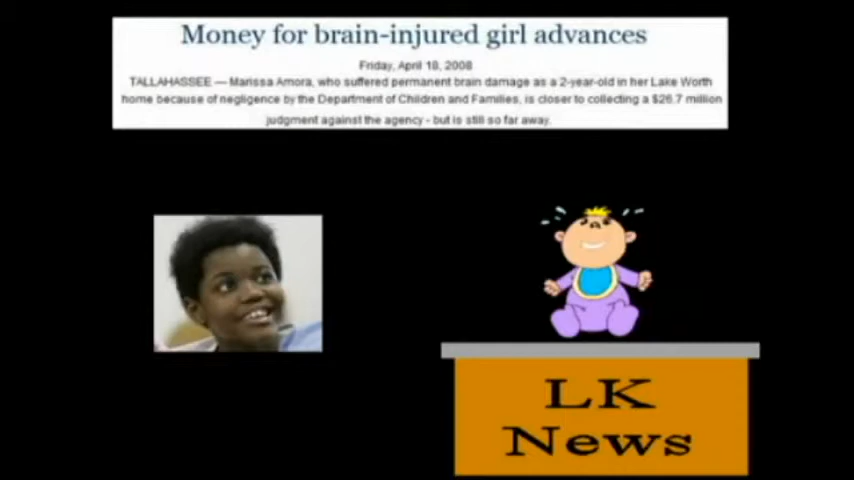 Money for brain-injured girl advances
Friday, April 18, 2008
TALLAHASSEE — Marissa Amora, who suffered permanent brain damage as a 2-year-old in her Lake Worth
home because of negligence by the Department of Children and Families, is closer to collecting a $26.7 million
judgment against the agency - but is still so far away.
LK
News